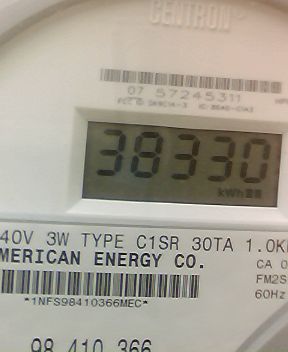 CENTRON
07 57245311
38330
kWh
40V 3W TYPE C1SR 30TA 1.0K
MERICAN ENERGY CO.
CA 0
FM2S
60Hz
*1NFS98410366MEC*
98 410 366